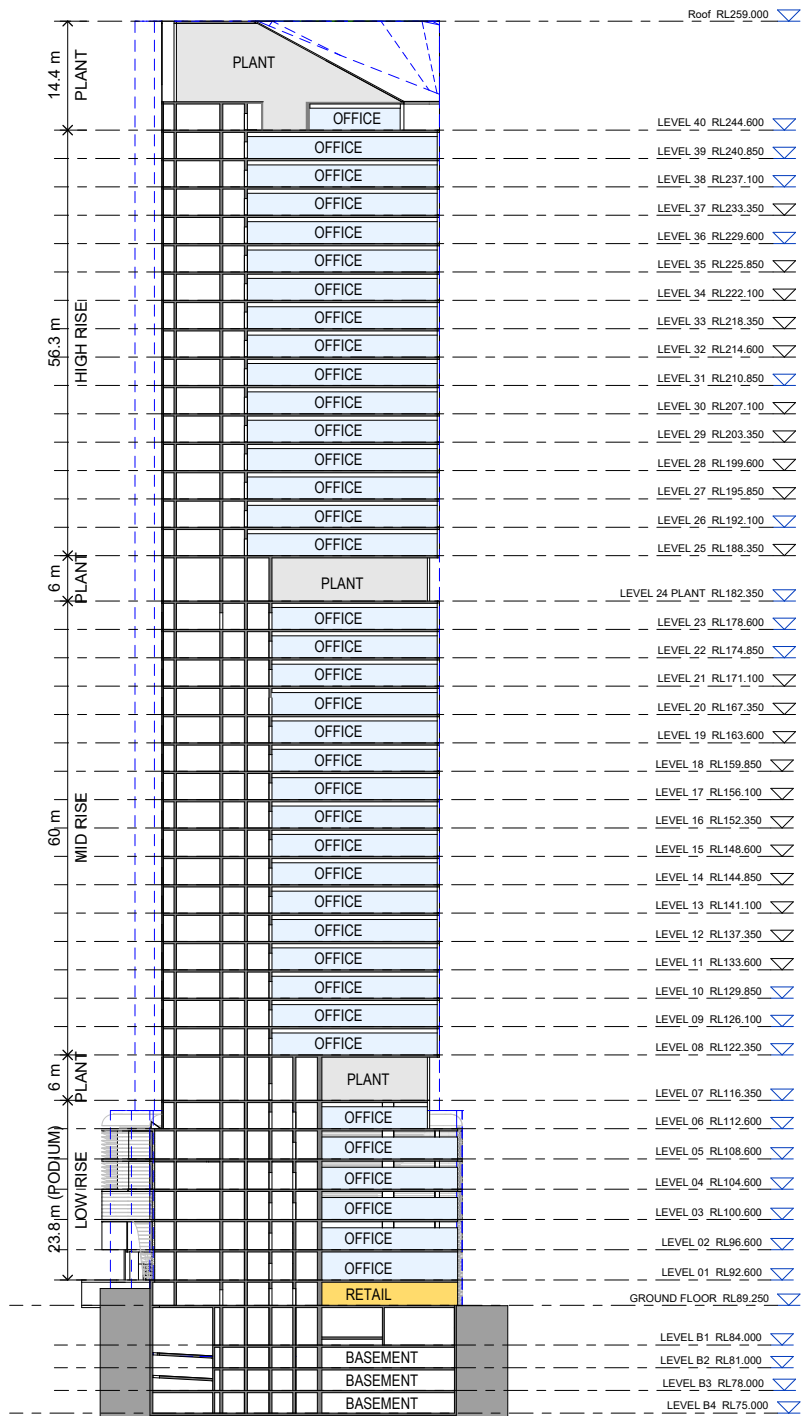 Roof RL259.000
14.4 m
PLANT
PLANT
OFFICE
LEVEL 40 RL244.600
OFFICE
LEVEL 39 RL240.850
OFFICE
LEVEL 38 RL237.100
OFFICE
LEVEL 37 RL233.350
OFFICE
LEVEL 36 RL229.600
OFFICE
LEVEL 35 RL225.850
OFFICE
LEVEL 34 RL222.100
56.3 m
HIGH RISE
OFFICE
LEVEL 33 RL218.350
OFFICE
LEVEL 32 RL214.600
OFFICE
LEVEL 31 RL210.850
OFFICE
LEVEL 30 RL207.100
OFFICE
LEVEL 29 RL203.350
OFFICE
LEVEL 28 RL199.600
OFFICE
LEVEL 27 RL195.850
OFFICE
LEVEL 26 RL192.100
OFFICE
LEVEL 25 RL188.350
6 m
PLANT
PLANT
LEVEL 24 PLANT RL182.350
OFFICE
LEVEL 23 RL178.600
OFFICE
LEVEL 22 RL174.850
OFFICE
LEVEL 21 RL171.100
OFFICE
LEVEL 20 RL167.350
OFFICE
LEVEL 19 RL163.600
OFFICE
LEVEL 18 RL159.850
OFFICE
LEVEL 17 RL156.100
60 m
MID RISE
OFFICE
LEVEL 16 RL152.350
OFFICE
LEVEL 15 RL148.600
OFFICE
LEVEL 14 RL144.850
OFFICE
LEVEL 13 RL141.100
OFFICE
LEVEL 12 RL137.350
OFFICE
LEVEL 11 RL133.600
OFFICE
LEVEL 10 RL129.850
OFFICE
LEVEL 09 RL126.100
OFFICE
LEVEL 08 RL122.350
6 m
PLANT
PLANT
LEVEL 07 RL116.350
OFFICE
LEVEL 06 RL112.600
23.8 m (PODIUM)
LOW RISE
OFFICE
LEVEL 05 RL108.600
OFFICE
LEVEL 04 RL104.600
OFFICE
LEVEL 03 RL100.600
OFFICE
LEVEL 02 RL96.600
OFFICE
LEVEL 01 RL92.600
RETAIL
GROUND FLOOR RL89.250
LEVEL B1 RL84.000
BASEMENT
LEVEL B2 RL81.000
BASEMENT
LEVEL B3 RL78.000
BASEMENT
LEVEL B4 RL75.000